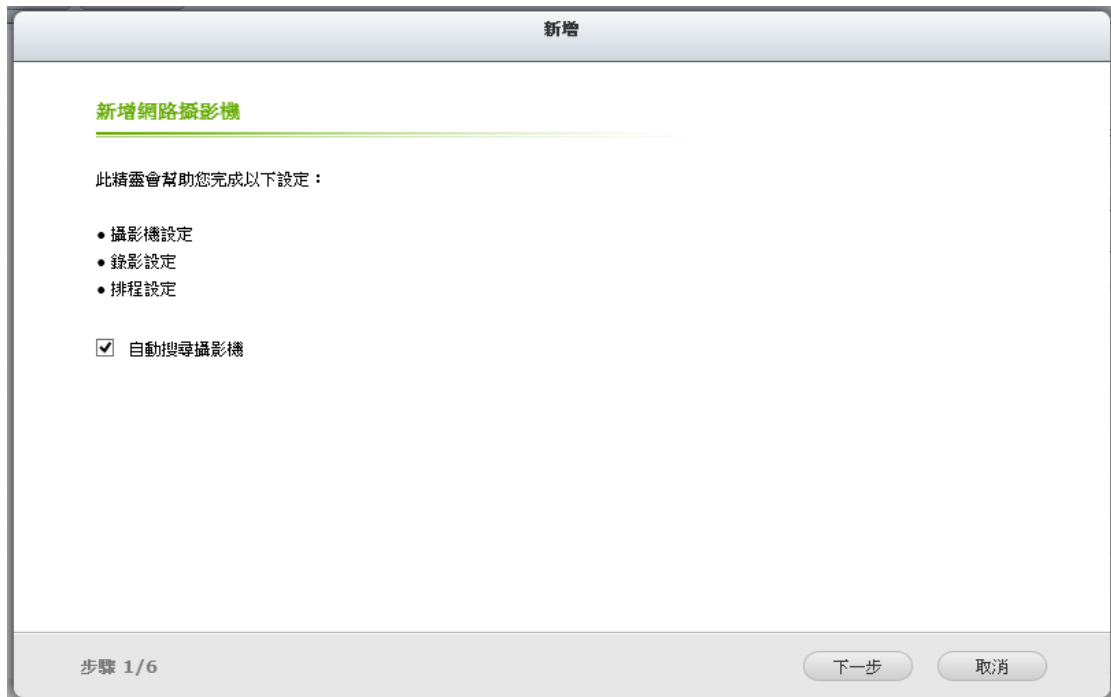 新增
新增網路攝影機
此精靈會幫助您完成以下設定：
• 攝影機設定
• 錄影設定
• 排程設定
自動搜尋攝影機
步驟 1/6
下一步
取消